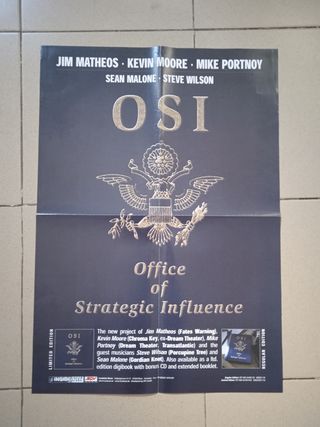 JIM MATHEOS · KEVIN MOORE · MIKE PORTNOY
SEAN MALONE · STEVE WILSON
OSI
Office
of
Strategic Influence
LIMITED EDITION
The new project of Jim Matheos (Fates Warning),
Kevin Moore (Chroma Key, ex-Dream Theater), Mike
Portnoy (Dream Theater, Transatlantic) and the
guest musicians Steve Wilson (Porcupine Tree) and
Sean Malone (Gordian Knot). Also available as a ltd.
edition digibook with bonus CD and extended booklet.
INSIDEOUT